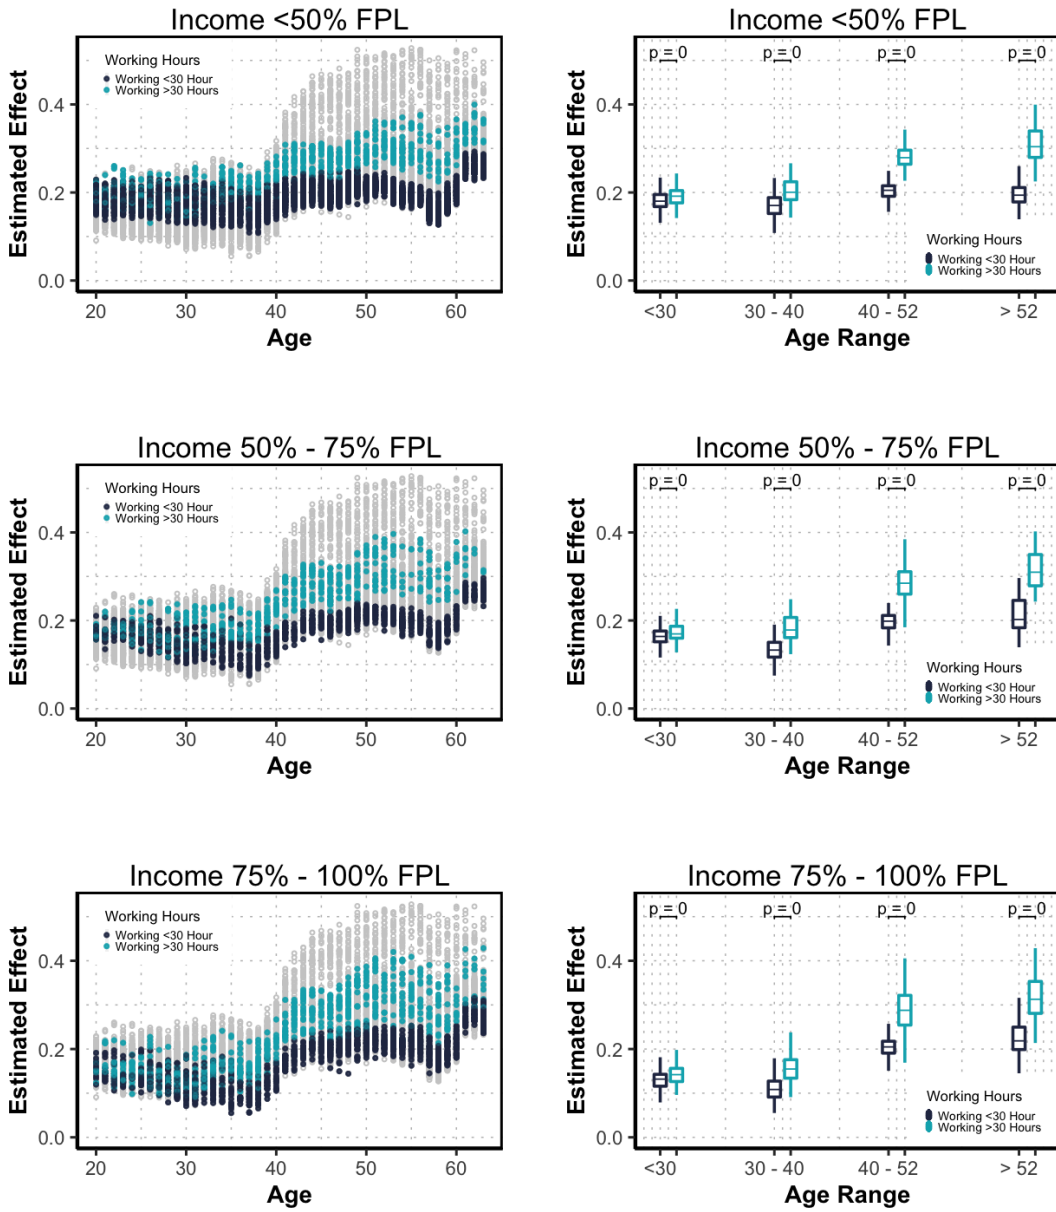 Income <50% FPL
Estimated Effect
0.4
0.2
0.0
Working Hours
Working <30 Hour
Working >30 Hours
20 30 40 50 60
Age
Income <50% FPL
Estimated Effect
0.4
0.2
0.0
p = 0 p = 0 p = 0 p = 0
Working Hours
Working <30 Hour
Working >30 Hours
<30 30 - 40 40 - 52 > 52
Age Range
Income 50% - 75% FPL
Estimated Effect
0.4
0.2
0.0
Working Hours
Working <30 Hour
Working >30 Hours
20 30 40 50 60
Age
Income 50% - 75% FPL
Estimated Effect
0.4
0.2
0.0
p = 0 p = 0 p = 0 p = 0
Working Hours
Working <30 Hour
Working >30 Hours
<30 30 - 40 40 - 52 > 52
Age Range
Income 75% - 100% FPL
Estimated Effect
0.4
0.2
0.0
Working Hours
Working <30 Hour
Working >30 Hours
20 30 40 50 60
Age
Income 75% - 100% FPL
Estimated Effect
0.4
0.2
0.0
p = 0 p = 0 p = 0 p = 0
Working Hours
Working <30 Hour
Working >30 Hours
<30 30 - 40 40 - 52 > 52
Age Range